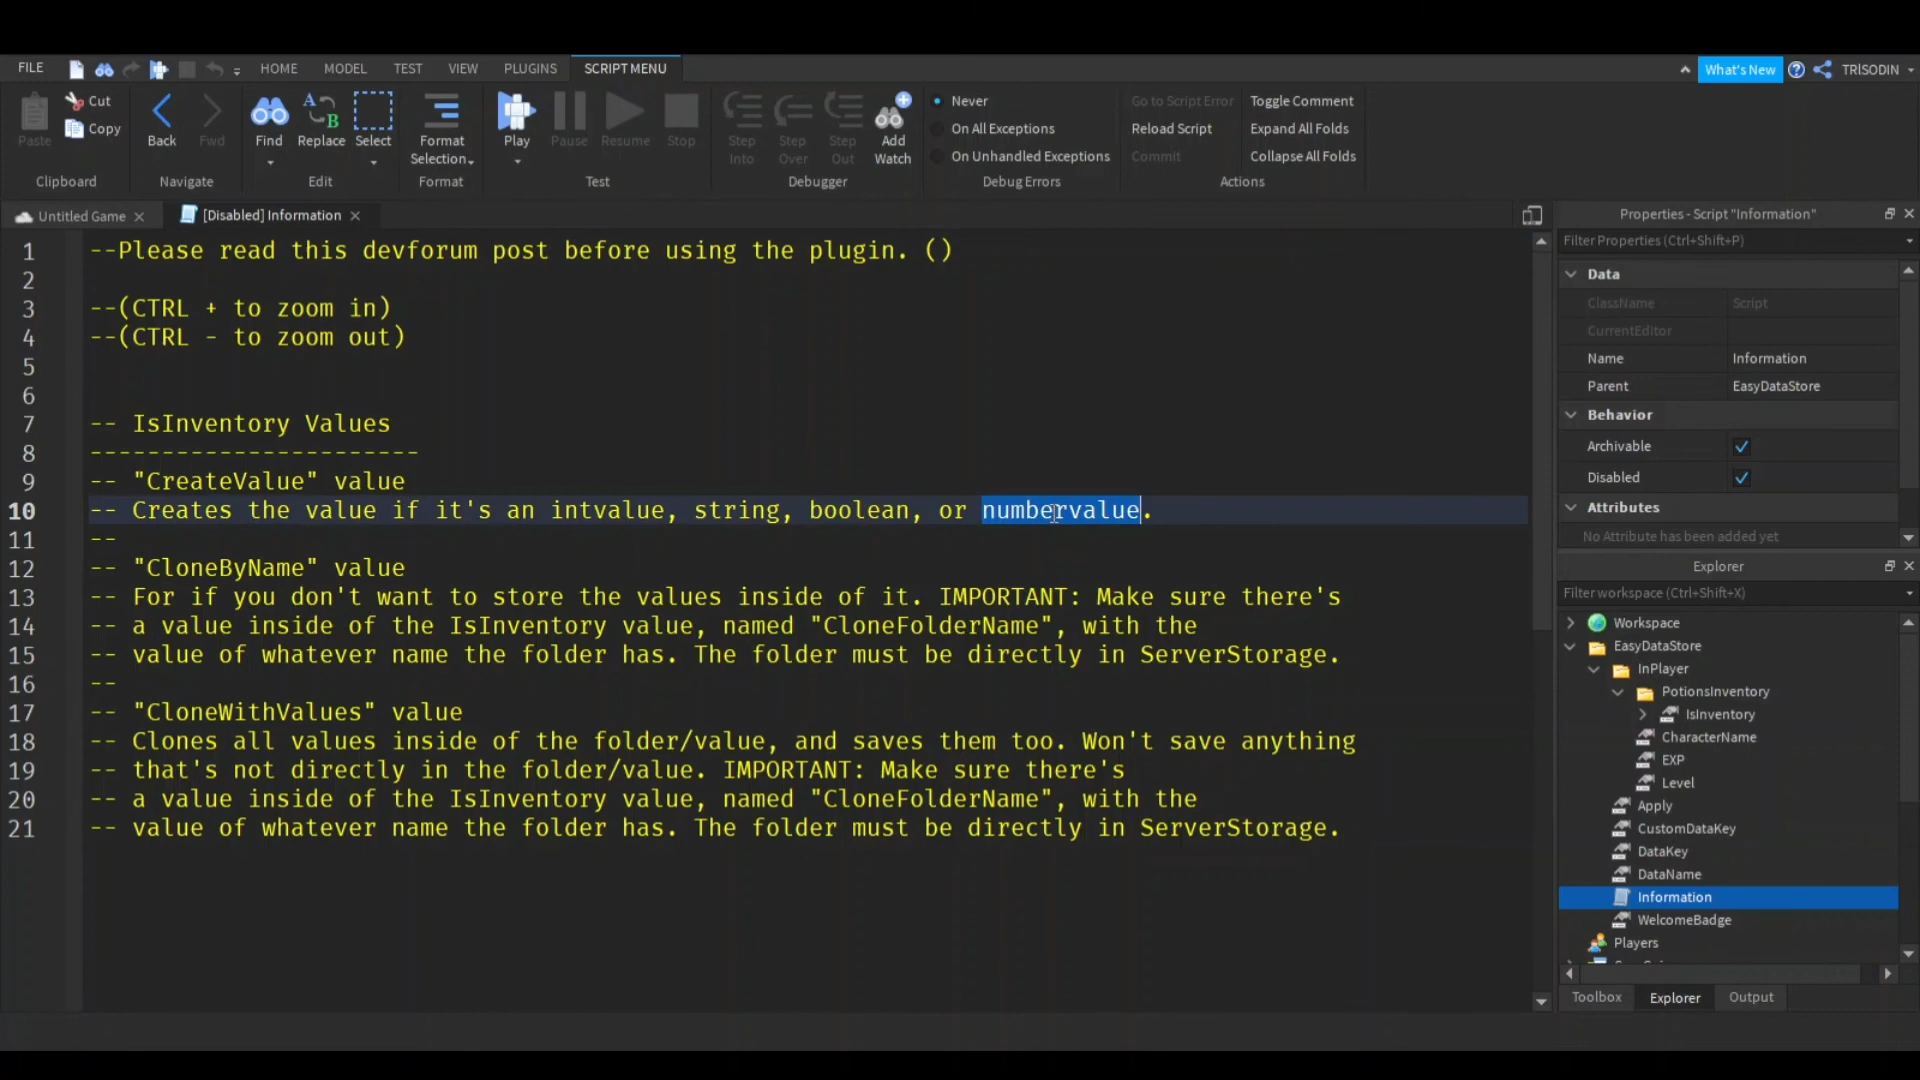 FILE
HOME
MODEL
TEST
VIEW
PLUGINS
SCRIPT MENU
What's New
TRlSODIN
Paste
Cut
Copy
Clipboard
Back
Fwd
Navigate
Find
Replace
Select
Edit
Format
Selection
Format
Play
Pause
Resume
Stop
Test
Step
Into
Step
Over
Step
Out
Add
Watch
Debugger
Never
On All Exceptions
On Unhandled Exceptions
Debug Errors
Go to Script Error
Reload Script
Commit
Toggle Comment
Expand All Folds
Collapse All Folds
Actions
Untitled Game
[Disabled] Information
1 --Please read this devforum post before using the plugin. ()
2
3 --(CTRL + to zoom in)
4 --(CTRL - to zoom out)
5
6
7 -- IsInventory Values
8 -----------------------
9 -- "CreateValue" value
10 -- Creates the value if it's an intvalue, string, boolean, or numbervalue.
11 --
12 -- "CloneByName" value
13 -- For if you don't want to store the values inside of it. IMPORTANT: Make sure there's
14 -- a value inside of the IsInventory value, named "CloneFolderName", with the
15 -- value of whatever name the folder has. The folder must be directly in ServerStorage.
16 --
17 -- "CloneWithValues" value
18 -- Clones all values inside of the folder/value, and saves them too. Won't save anything
19 -- that's not directly in the folder/value. IMPORTANT: Make sure there's
20 -- a value inside of the IsInventory value, named "CloneFolderName", with the
21 -- value of whatever name the folder has. The folder must be directly in ServerStorage.
Properties - Script "Information"
Filter Properties (Ctrl+Shift+P)
Data
ClassName Script
CurrentEditor
Name Information
Parent EasyDataStore
Behavior
Archivable
Disabled
Attributes
No Attribute has been added yet
Explorer
Filter workspace (Ctrl+Shift+X)
Workspace
EasyDataStore
InPlayer
PotionsInventory
IsInventory
CharacterName
EXP
Level
Apply
CustomDataKey
DataKey
DataName
Information
WelcomeBadge
Players
Toolbox
Explorer
Output